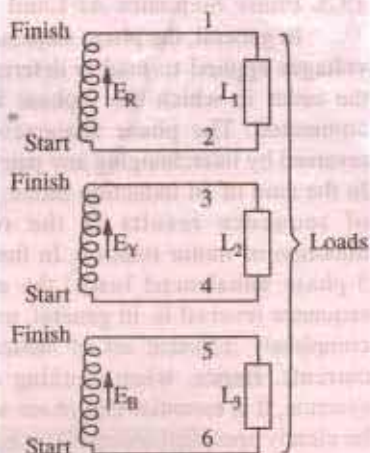 1
Finish
E_R
L_1
2
Start
Finish
3
E_Y
L_2
Loads
4
Start
Finish
5
E_B
L_3
6
Start